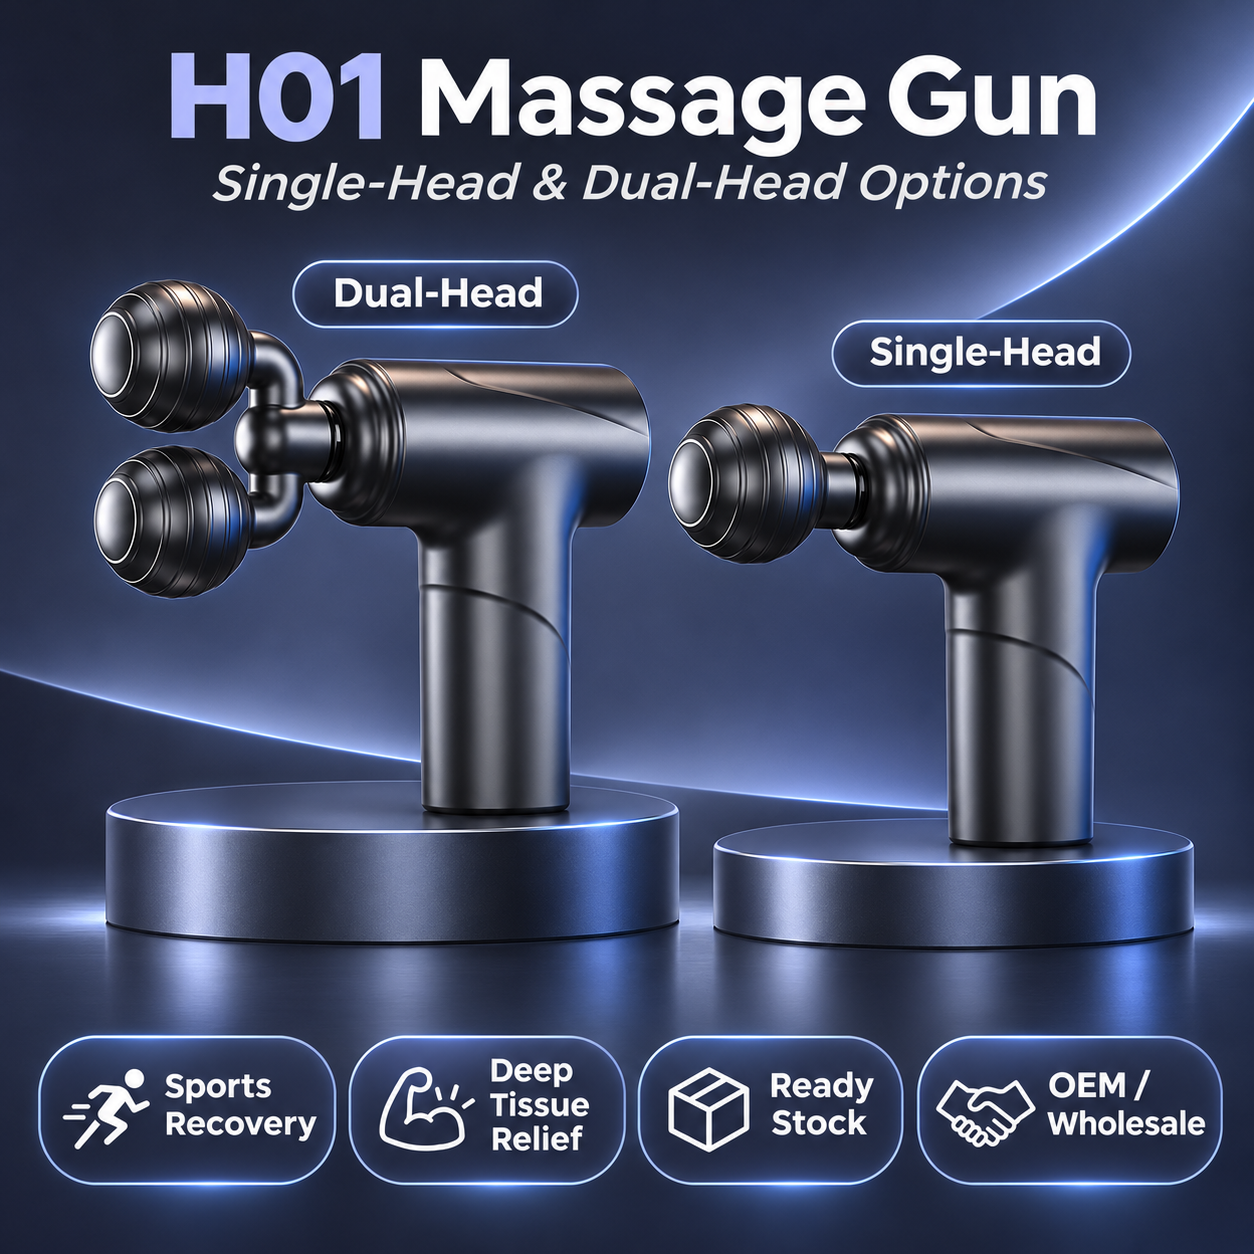 H01 Massage Gun
Single-Head & Dual-Head Options
Dual-Head
Single-Head
Sports
Recovery
Deep
Tissue
Relief
Ready
Stock
OEM /
Wholesale